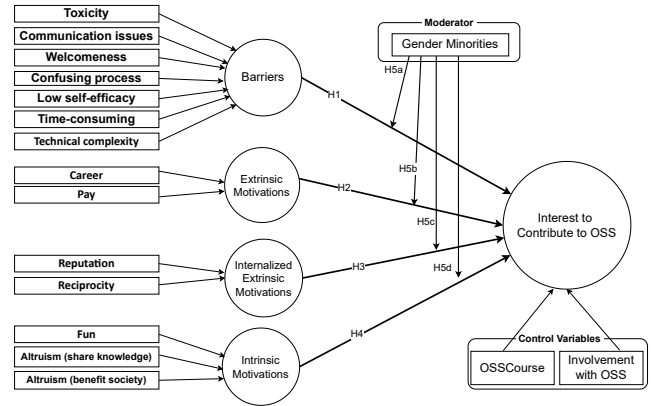 Toxicity
Communication issues
Welcomeness
Confusing process
Low self-efficacy
Time-consuming
Technical complexity
Barriers
Moderator
Gender Minorities
H5a
H1
Career
Pay
Extrinsic
Motivations
H2
H5b
H5c
Interest to
Contribute to OSS
Reputation
Reciprocity
Internalized
Extrinsic
Motivations
H3
H5d
Fun
Altruism (share knowledge)
Altruism (benefit society)
Intrinsic
Motivations
H4
Control Variables
OSSCourse
Involvement
with OSS